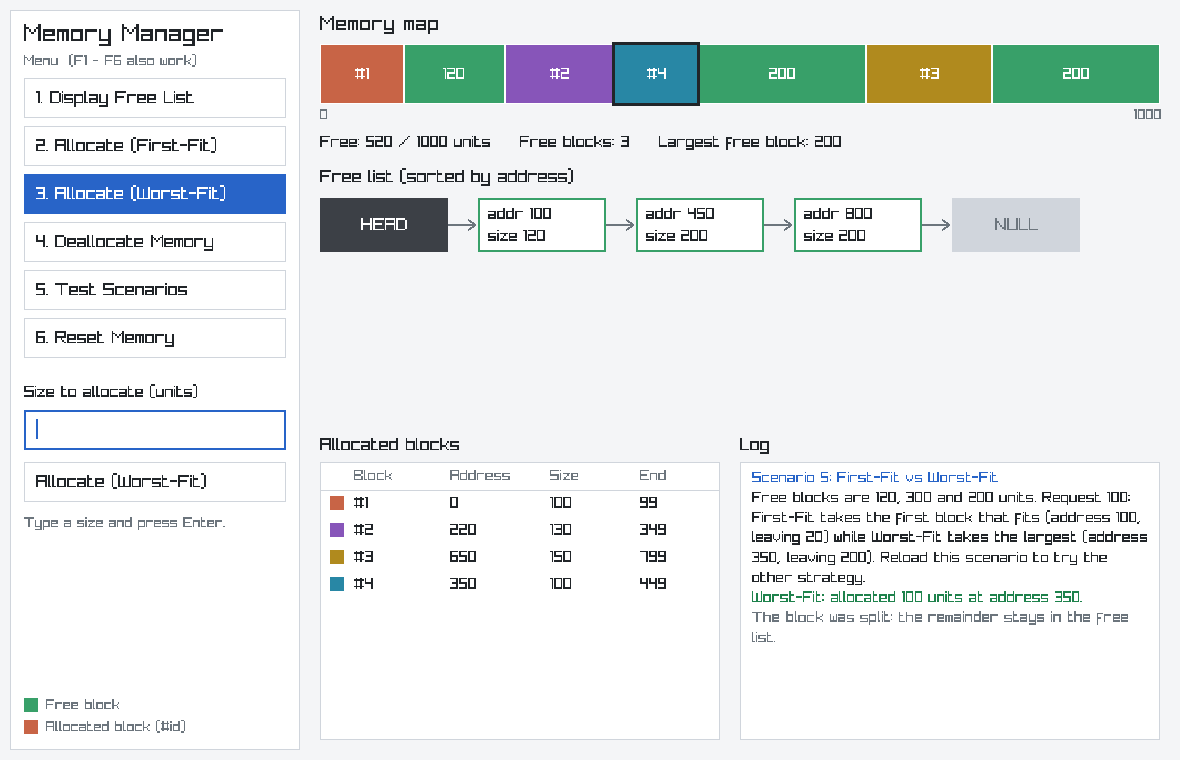 Memory Manager
Menu (F1 - F6 also work)
1. Display Free List
2. Allocate (First-Fit)
3. Allocate (Worst-Fit)
4. Deallocate Memory
5. Test Scenarios
6. Reset Memory
Size to allocate (units)
Allocate (Worst-Fit)
Type a size and press Enter.
Free block
Allocated block (#id)
Memory map
#1 120 #2 #4 200 #3 200
0 1000
Free: 520 / 1000 units Free blocks: 3 Largest free block: 200
Free list (sorted by address)
HEAD
addr 100
size 120
addr 450
size 200
addr 800
size 200
NULL
Allocated blocks
Block Address Size End
#1 0 100 99
#2 220 130 349
#3 650 150 799
#4 350 100 449
Log
Scenario 5: First-Fit vs Worst-Fit
Free blocks are 120, 300 and 200 units. Request 100:
First-Fit takes the first block that fits (address 100,
leaving 20) while Worst-Fit takes the largest (address
350, leaving 200). Reload this scenario to try the
other strategy.
Worst-Fit: allocated 100 units at address 350.
The block was split: the remainder stays in the free
list.